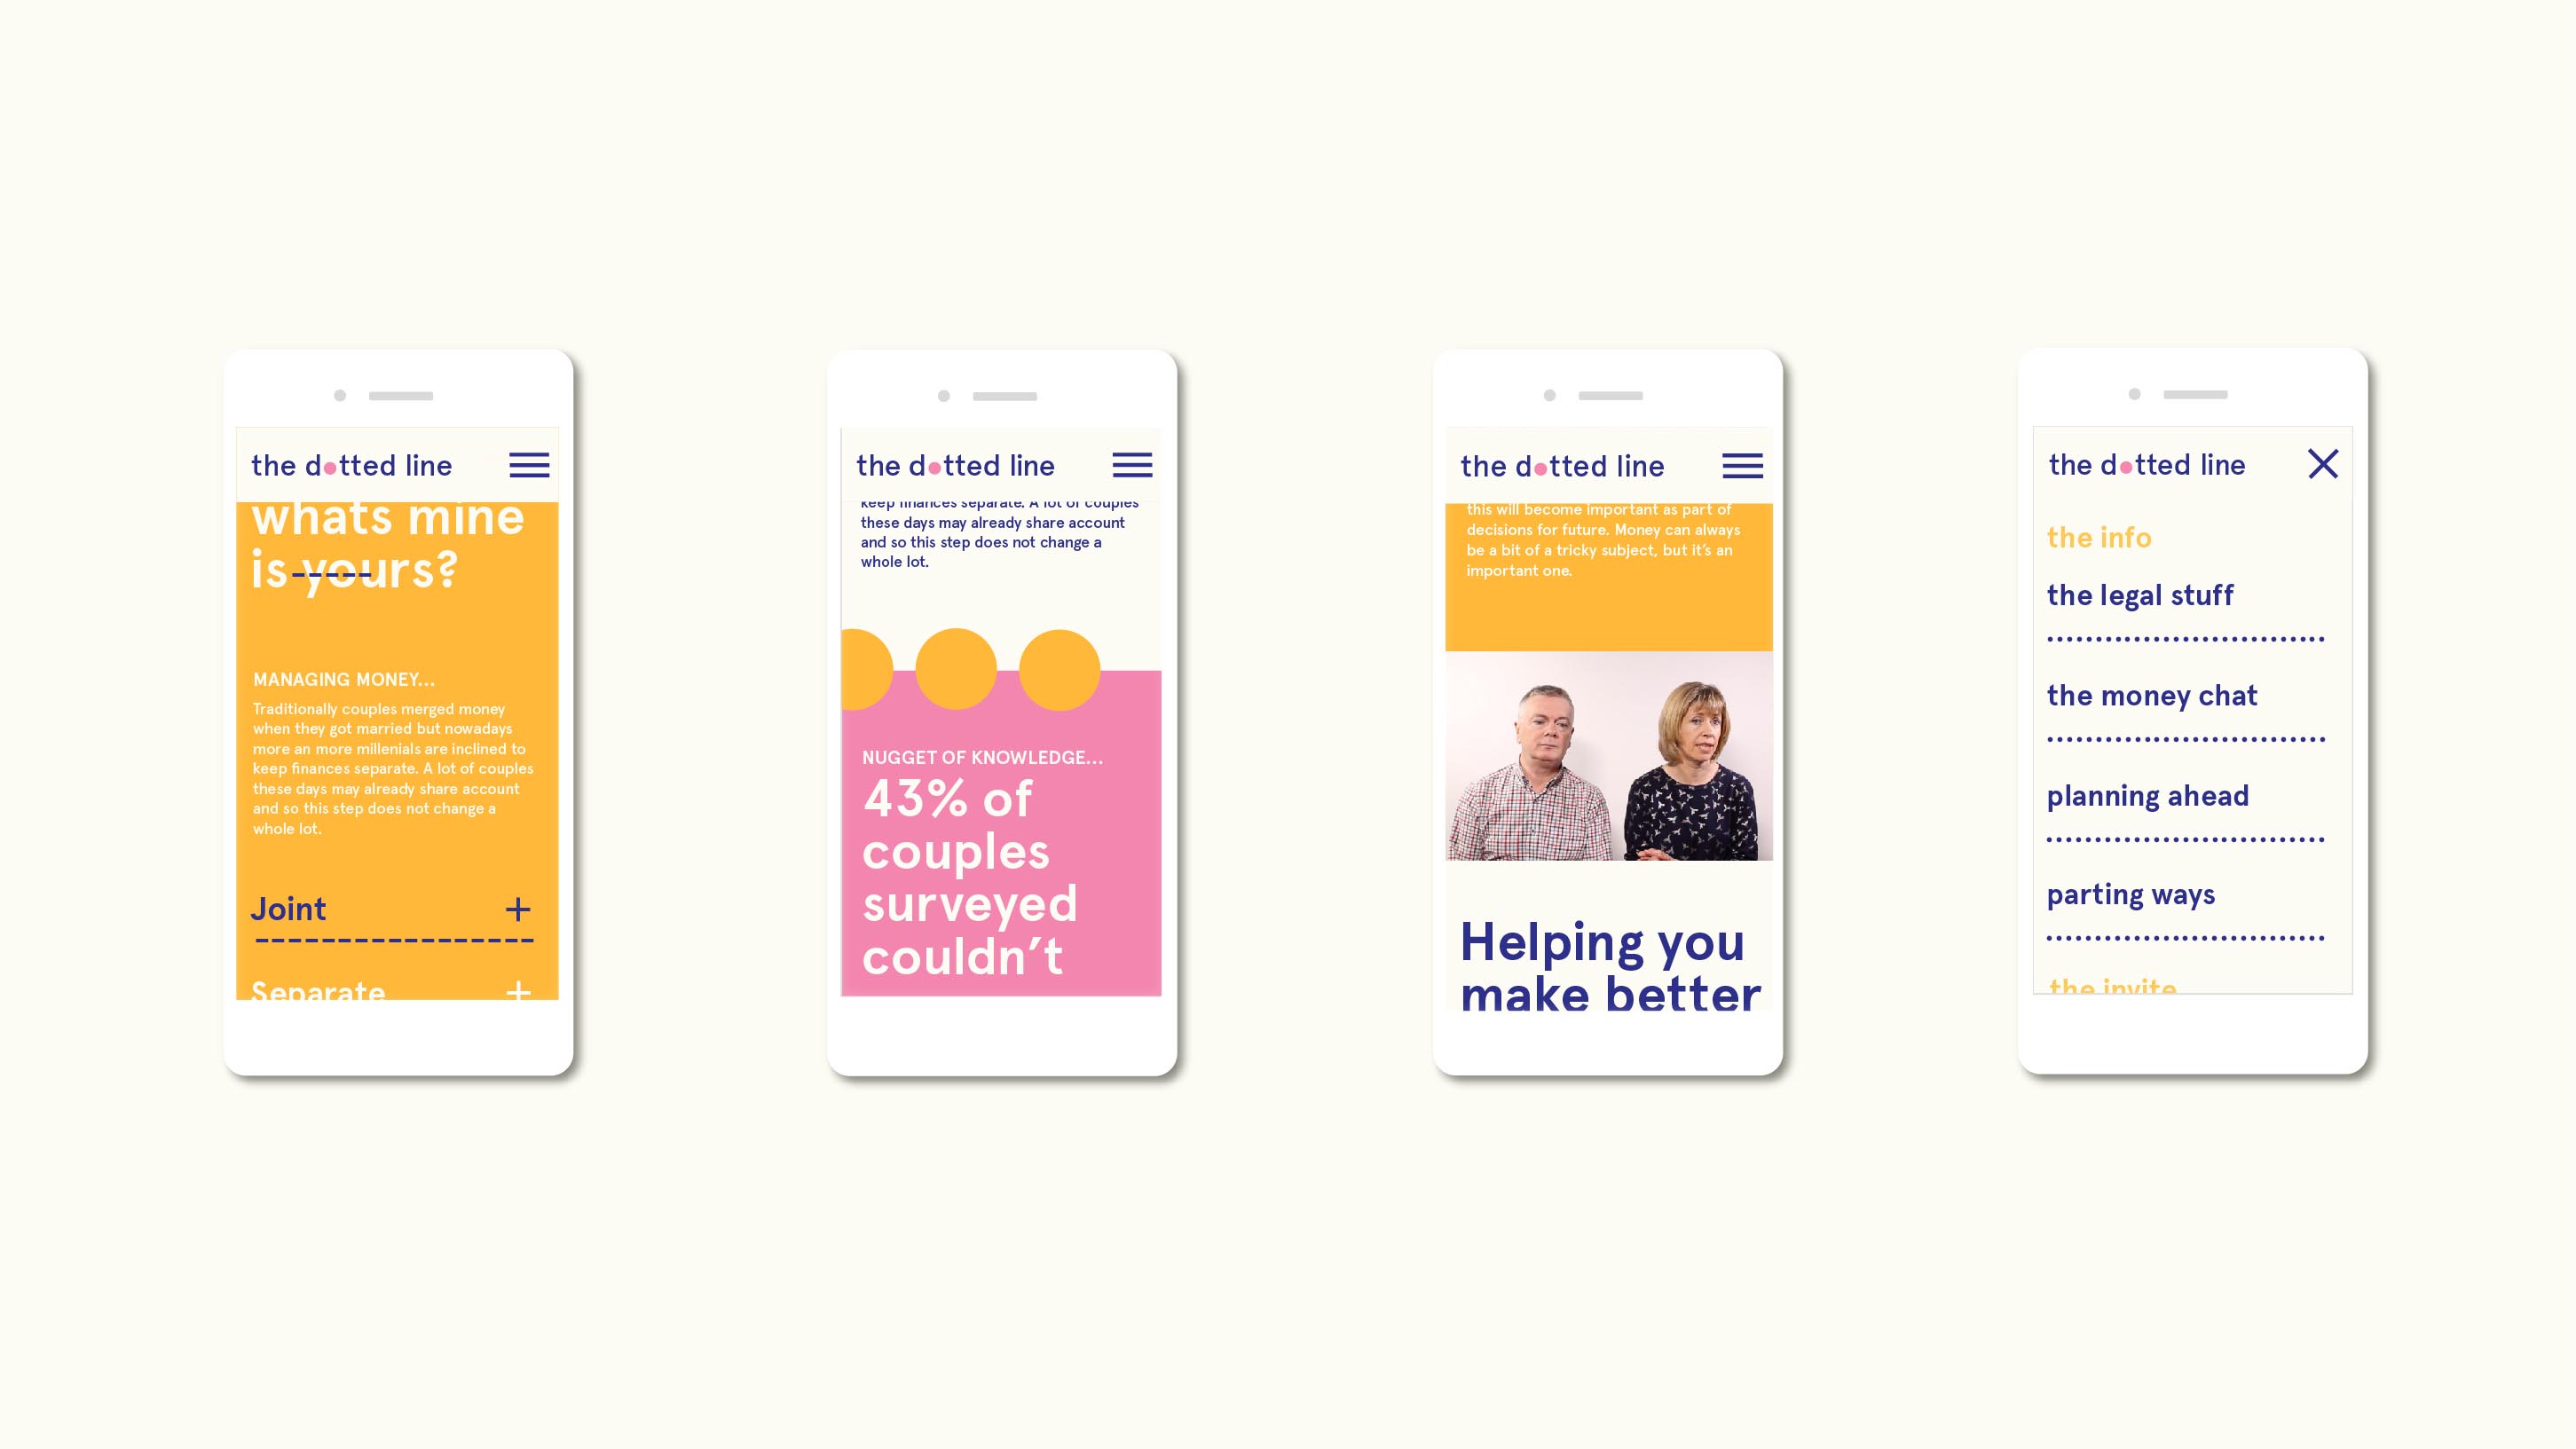 the dotted line
whats mine
is yours?
MANAGING MONEY...
Traditionally couples merged money
when they got married but nowadays
more an more millenials are inclined to
keep finances separate. A lot of couples
these days may already share account
and so this step does not change a
whole lot.
Joint +
Separate +
the dotted line
keep finances separate. A lot of couples
these days may already share account
and so this step does not change a
whole lot.
NUGGET OF KNOWLEDGE...
43% of
couples
surveyed
couldn’t
the dotted line
this will become important as part of
decisions for future. Money can always
be a bit of a tricky subject, but it’s an
important one.
Helping you
make better
the dotted line
the info
the legal stuff
the money chat
planning ahead
parting ways
the invite